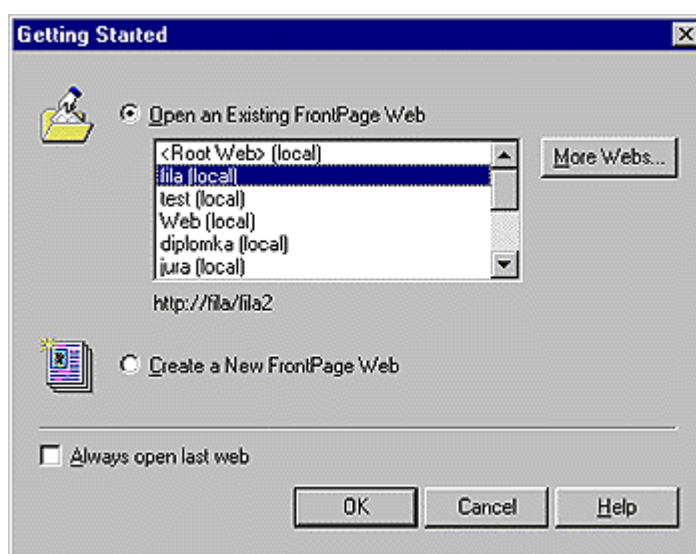 Getting Started
Open an Existing FrontPage Web
<Root Web> (local)
fila (local)
test (local)
Web (local)
diplomka (local)
jura (local)
More Webs...
http://fila/fila2
Create a New FrontPage Web
Always open last web
OK Cancel Help